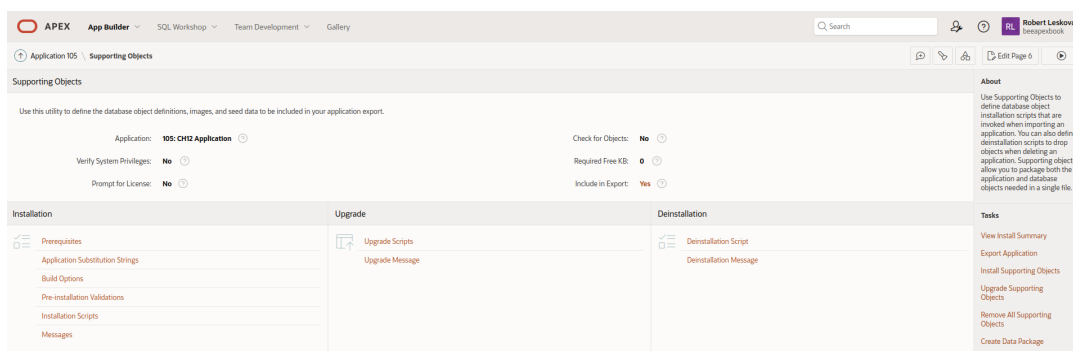 APEX App Builder SQL Workshop Team Development Gallery Search RL Robert Leskova
beeapexbook
Application 105 \ Supporting Objects Edit Page 6
Supporting Objects
Use this utility to define the database object definitions, images, and seed data to be included in your application export.
Application: 105: CH12 Application Check for Objects: No
Verify System Privileges: No Required Free KB: 0
Prompt for License: No Include in Export: Yes
Installation
Prerequisites
Application Substitution Strings
Build Options
Pre-installation Validations
Installation Scripts
Messages
Upgrade
Upgrade Scripts
Upgrade Message
Deinstallation
Deinstallation Script
Deinstallation Message
About
Use Supporting Objects to
define database object
installation scripts that are
invoked when importing an
application. You can also defin
deinstallation scripts to drop
objects when deleting an
application. Supporting object
allow you to package both the
application and database
objects needed in a single file.
Tasks
View Install Summary
Export Application
Install Supporting Objects
Upgrade Supporting
Objects
Remove All Supporting
Objects
Create Data Package